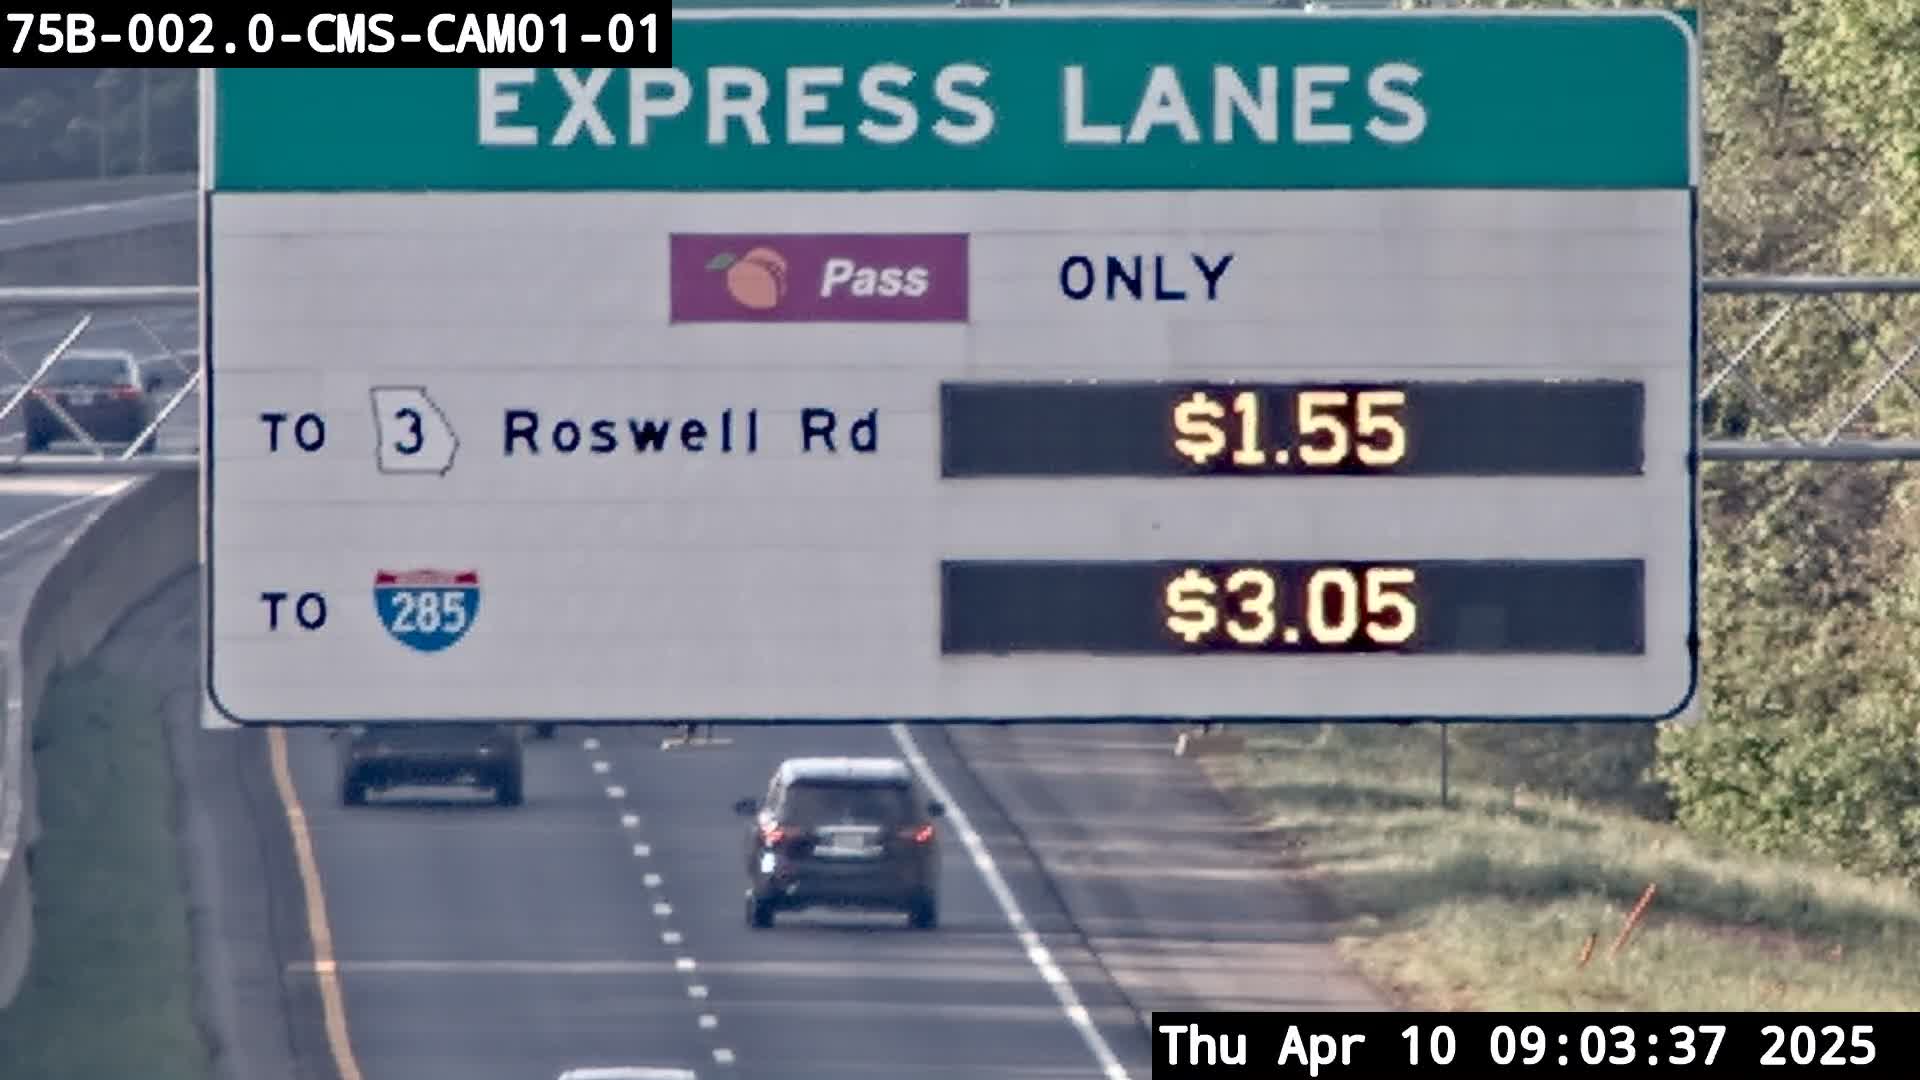 75B-002.0-CMS-CAM01-01
EXPRESS LANES
Pass ONLY
TO 3 Roswell Rd $1.55
TO 285 $3.05
Thu Apr 10 09:03:37 2025